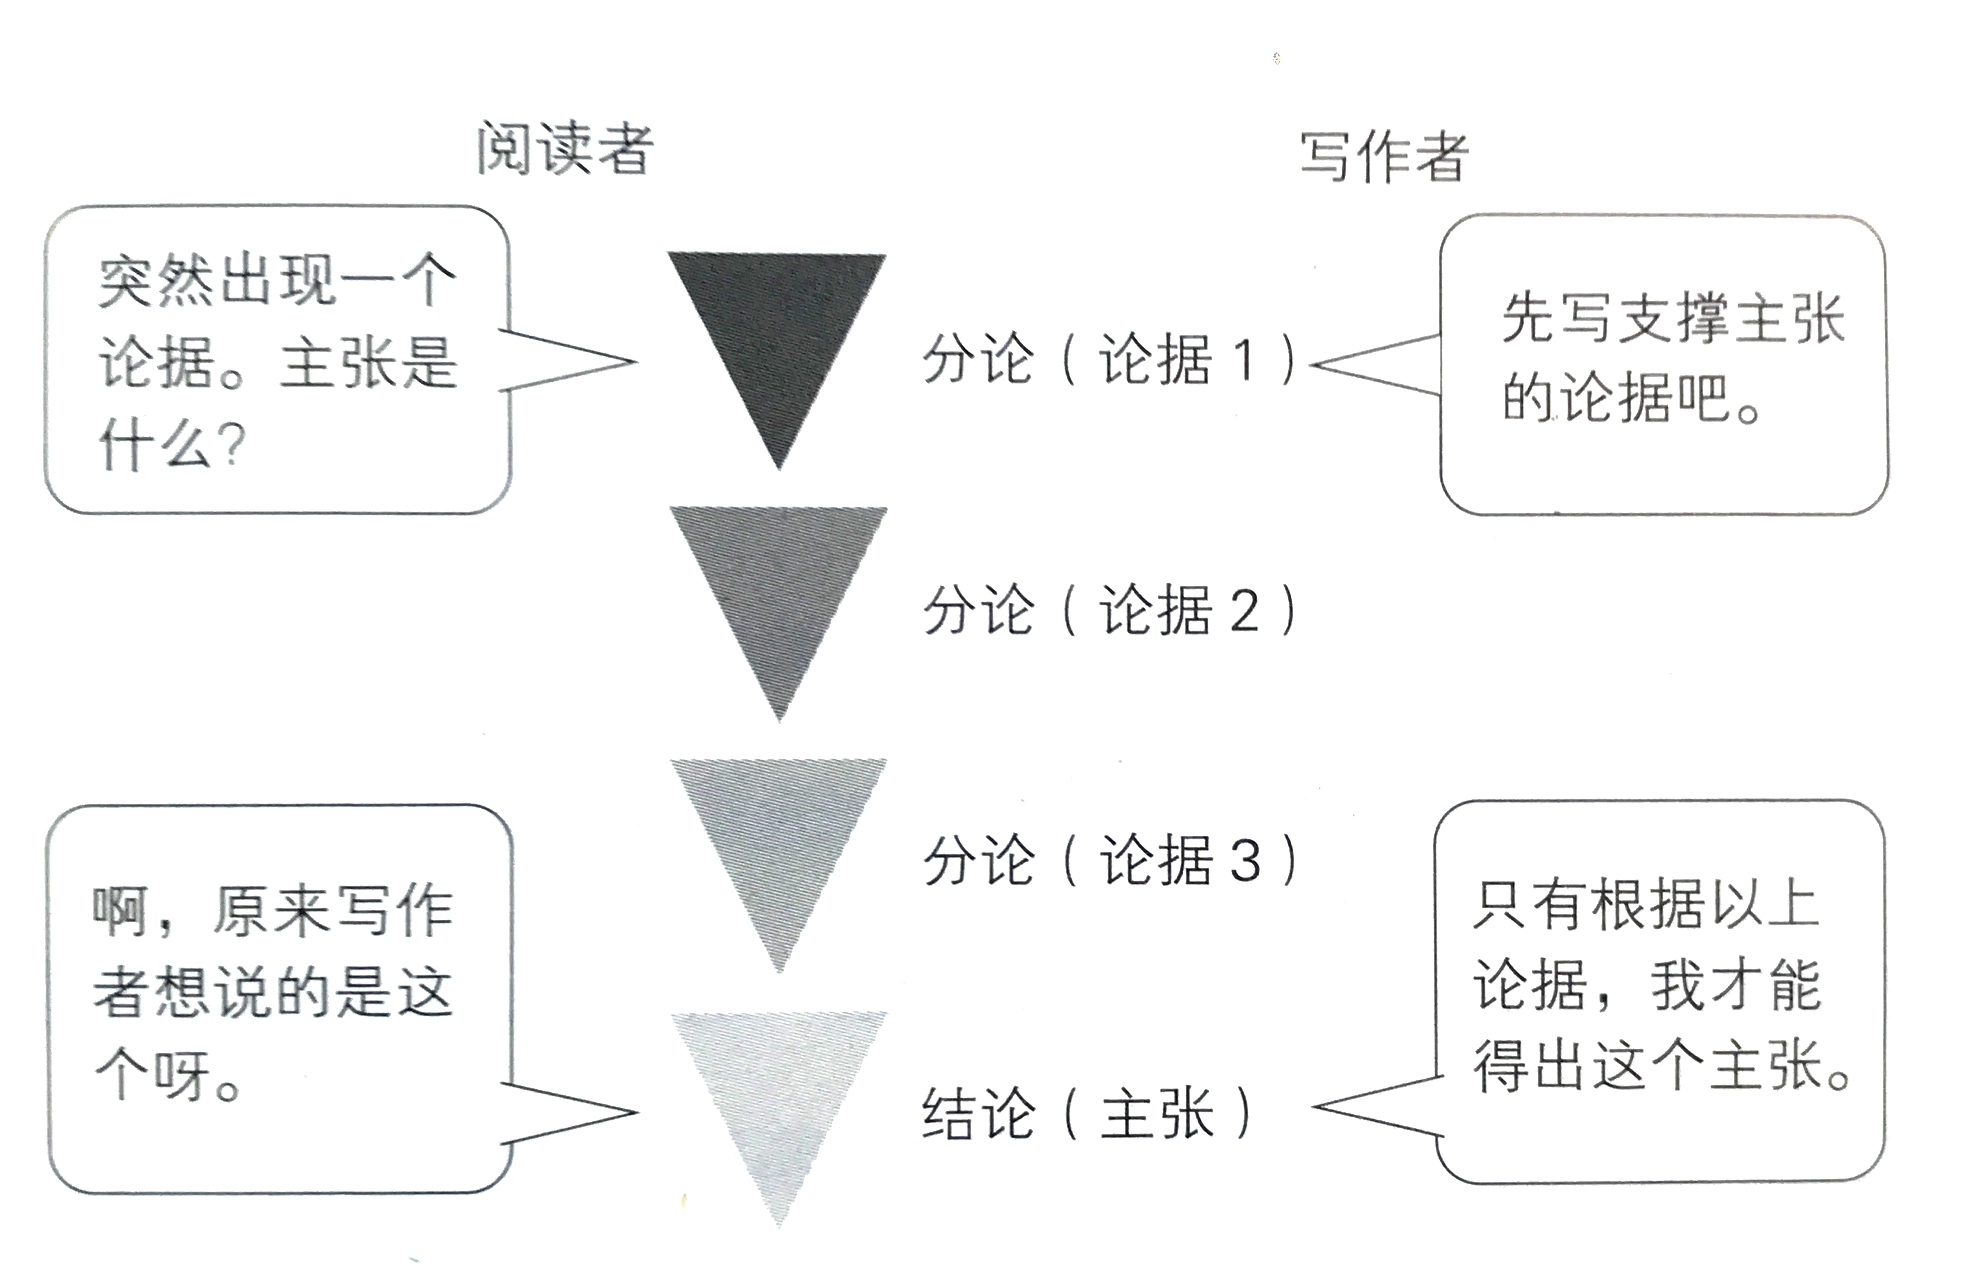 阅读者
写作者
突然出现一个
论据。主张是
什么？
分论（论据1）
先写支撑主张
的论据吧。
分论（论据2）
分论（论据3）
啊，原来写作
者想说的是这
个呀。
结论（主张）
只有根据以上
论据，我才能
得出这个主张。